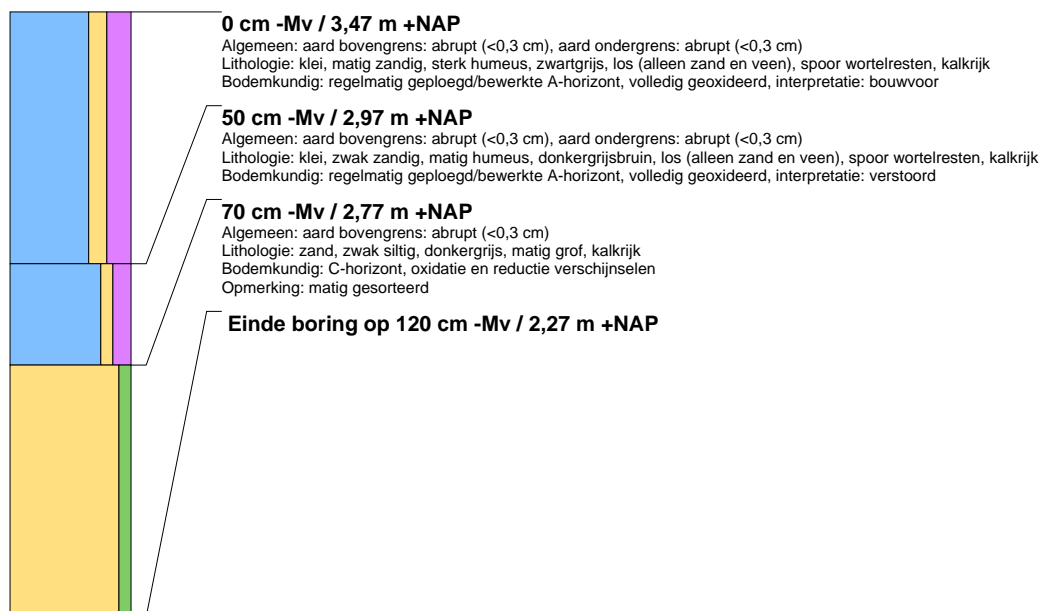 0 cm -Mv / 3,47 m +NAP
Algemeen: aard bovengrens: abrupt (<0,3 cm), aard ondergrens: abrupt (<0,3 cm)
Lithologie: klei, matig zandig, sterk humeus, zwartgrijs, los (alleen zand en veen), spoor wortelresten, kalkrijk
Bodemkundig: regelmatig geploegd/bewerkte A-horizont, volledig geoxideerd, interpretatie: bouwvoor
50 cm -Mv / 2,97 m +NAP
Algemeen: aard bovengrens: abrupt (<0,3 cm), aard ondergrens: abrupt (<0,3 cm)
Lithologie: klei, zwak zandig, matig humeus, donkergrijsbruin, los (alleen zand en veen), spoor wortelresten, kalkrijk
Bodemkundig: regelmatig geploegd/bewerkte A-horizont, volledig geoxideerd, interpretatie: verstoord
70 cm -Mv / 2,77 m +NAP
Algemeen: aard bovengrens: abrupt (<0,3 cm)
Lithologie: zand, zwak siltig, donkergrijs, matig grof, kalkrijk
Bodemkundig: C-horizont, oxidatie en reductie verschijnselen
Opmerking: matig gesorteerd
Einde boring op 120 cm -Mv / 2,27 m +NAP